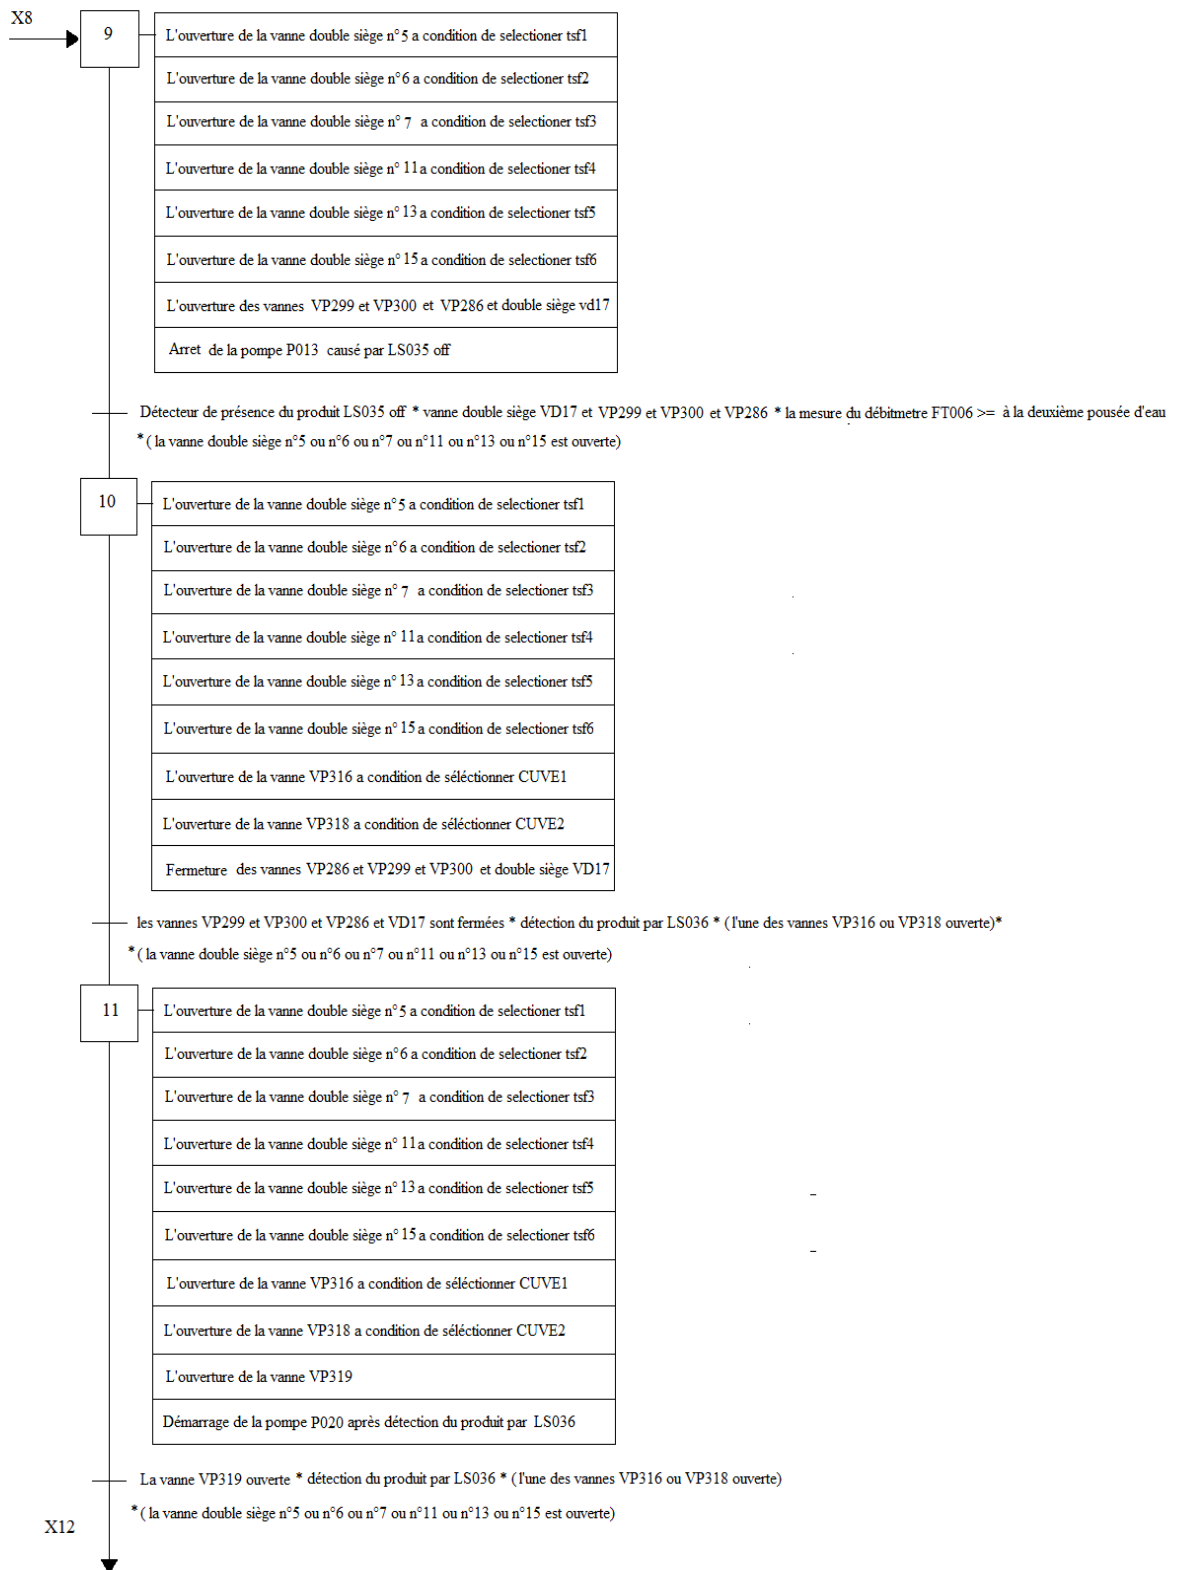 X8
9
L'ouverture de la vanne double siège n°5 a condition de selectioner tsf1
L'ouverture de la vanne double siège n°6 a condition de selectioner tsf2
L'ouverture de la vanne double siège n° 7 a condition de selectioner tsf3
L'ouverture de la vanne double siège n° 11 a condition de selectioner tsf4
L'ouverture de la vanne double siège n° 13 a condition de selectioner tsf5
L'ouverture de la vanne double siège n° 15 a condition de selectioner tsf6
L'ouverture des vannes VP299 et VP300 et VP286 et double siège vd17
Arret de la pompe P013 causé par LS035 off
Détecteur de présence du produit LS035 off * vanne double siège VD17 et VP299 et VP300 et VP286 * la mesure du débitmetre FT006 >= à la deuxième pousée d'eau
* ( la vanne double siège n°5 ou n°6 ou n°7 ou n°11 ou n°13 ou n°15 est ouverte)
10
L'ouverture de la vanne double siège n°5 a condition de selectioner tsf1
L'ouverture de la vanne double siège n°6 a condition de selectioner tsf2
L'ouverture de la vanne double siège n° 7 a condition de selectioner tsf3
L'ouverture de la vanne double siège n° 11 a condition de selectioner tsf4
L'ouverture de la vanne double siège n° 13 a condition de selectioner tsf5
L'ouverture de la vanne double siège n° 15 a condition de selectioner tsf6
L'ouverture de la vanne VP316 a condition de séléctionner CUVE1
L'ouverture de la vanne VP318 a condition de séléctionner CUVE2
Fermeture des vannes VP286 et VP299 et VP300 et double siège VD17
les vannes VP299 et VP300 et VP286 et VD17 sont fermées * détection du produit par LS036 * (l'une des vannes VP316 ou VP318 ouverte)*
* ( la vanne double siège n°5 ou n°6 ou n°7 ou n°11 ou n°13 ou n°15 est ouverte)
11
L'ouverture de la vanne double siège n°5 a condition de selectioner tsf1
L'ouverture de la vanne double siège n°6 a condition de selectioner tsf2
L'ouverture de la vanne double siège n° 7 a condition de selectioner tsf3
L'ouverture de la vanne double siège n° 11 a condition de selectioner tsf4
L'ouverture de la vanne double siège n° 13 a condition de selectioner tsf5
L'ouverture de la vanne double siège n° 15 a condition de selectioner tsf6
L'ouverture de la vanne VP316 a condition de séléctionner CUVE1
L'ouverture de la vanne VP318 a condition de séléctionner CUVE2
L'ouverture de la vanne VP319
Démarrage de la pompe P020 après détection du produit par LS036
La vanne VP319 ouverte * détection du produit par LS036 * (l'une des vannes VP316 ou VP318 ouverte)
* ( la vanne double siège n°5 ou n°6 ou n°7 ou n°11 ou n°13 ou n°15 est ouverte)
X12